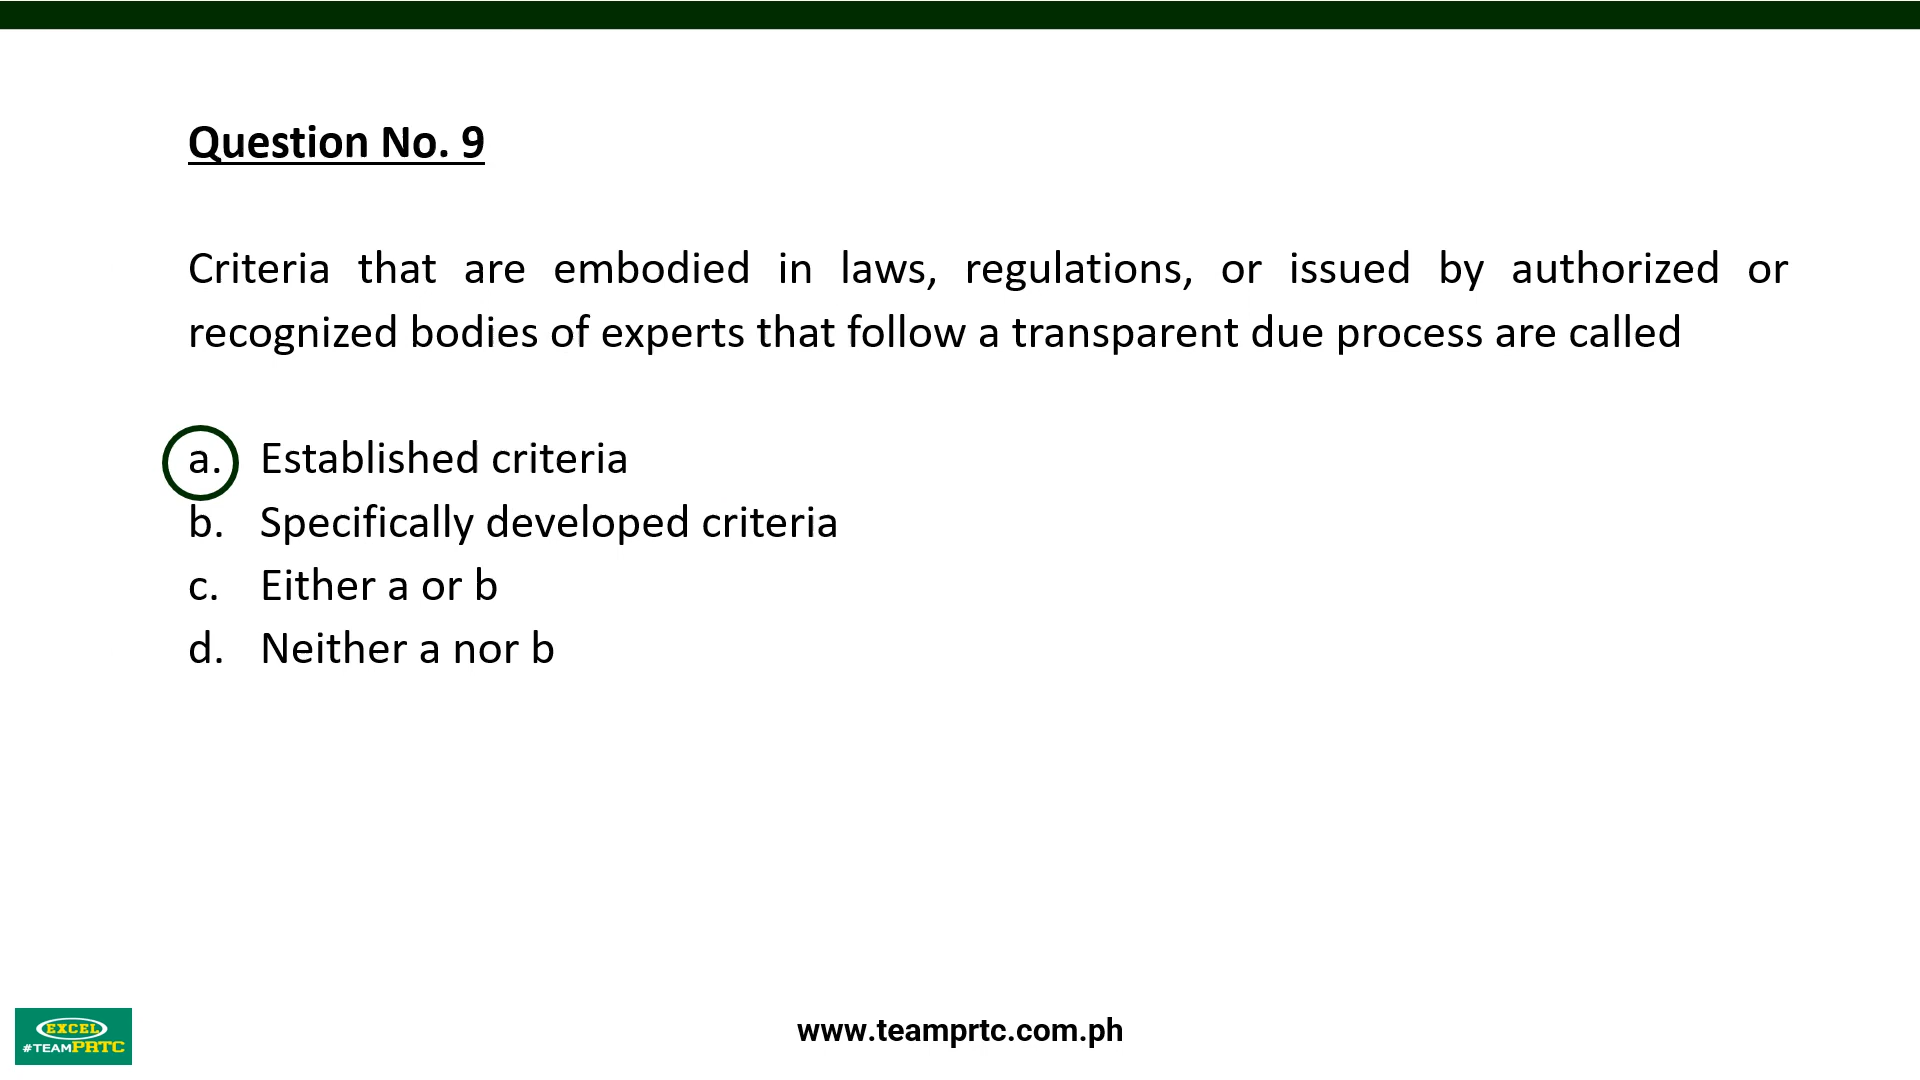 Question No. 9
Criteria that are embodied in laws, regulations, or issued by authorized or
recognized bodies of experts that follow a transparent due process are called
a. Established criteria
b. Specifically developed criteria
c. Either a or b
d. Neither a nor b
EXCEL
#TEAMPRTC
www.teamprtc.com.ph